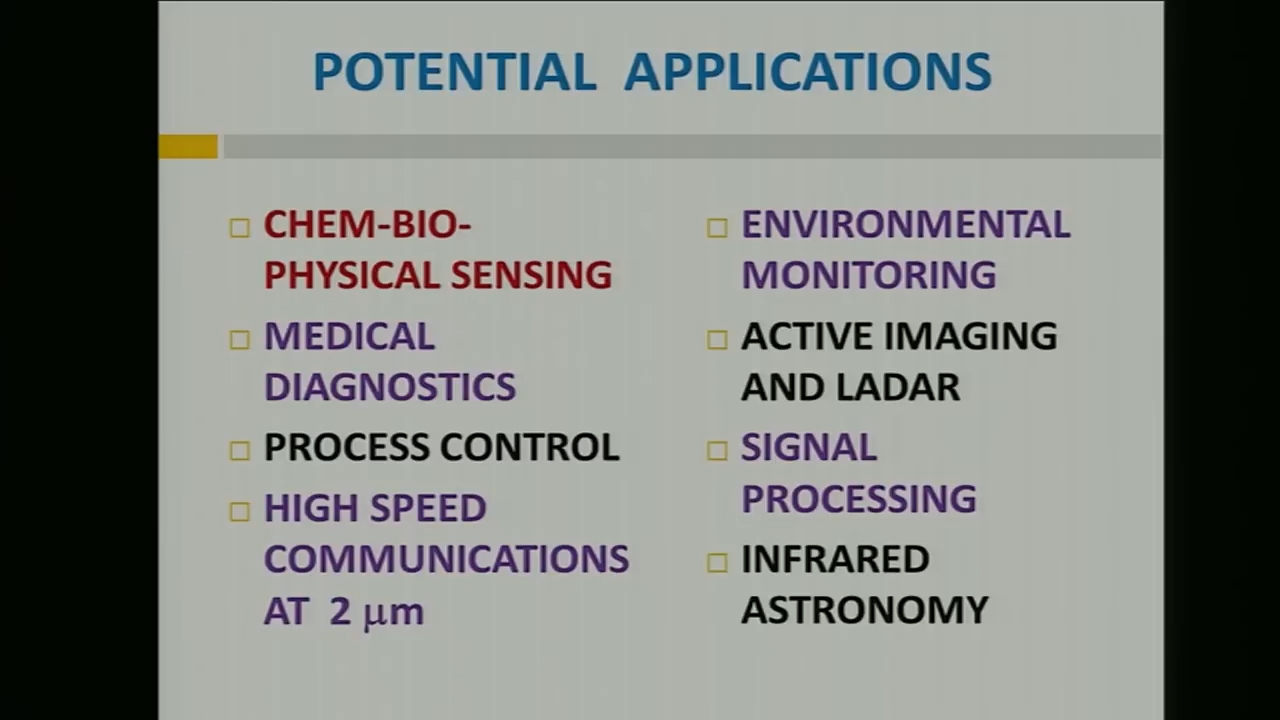 POTENTIAL APPLICATIONS
CHEM-BIO-
PHYSICAL SENSING
MEDICAL
DIAGNOSTICS
PROCESS CONTROL
HIGH SPEED
COMMUNICATIONS
AT 2 μm
ENVIRONMENTAL
MONITORING
ACTIVE IMAGING
AND LADAR
SIGNAL
PROCESSING
INFRARED
ASTRONOMY